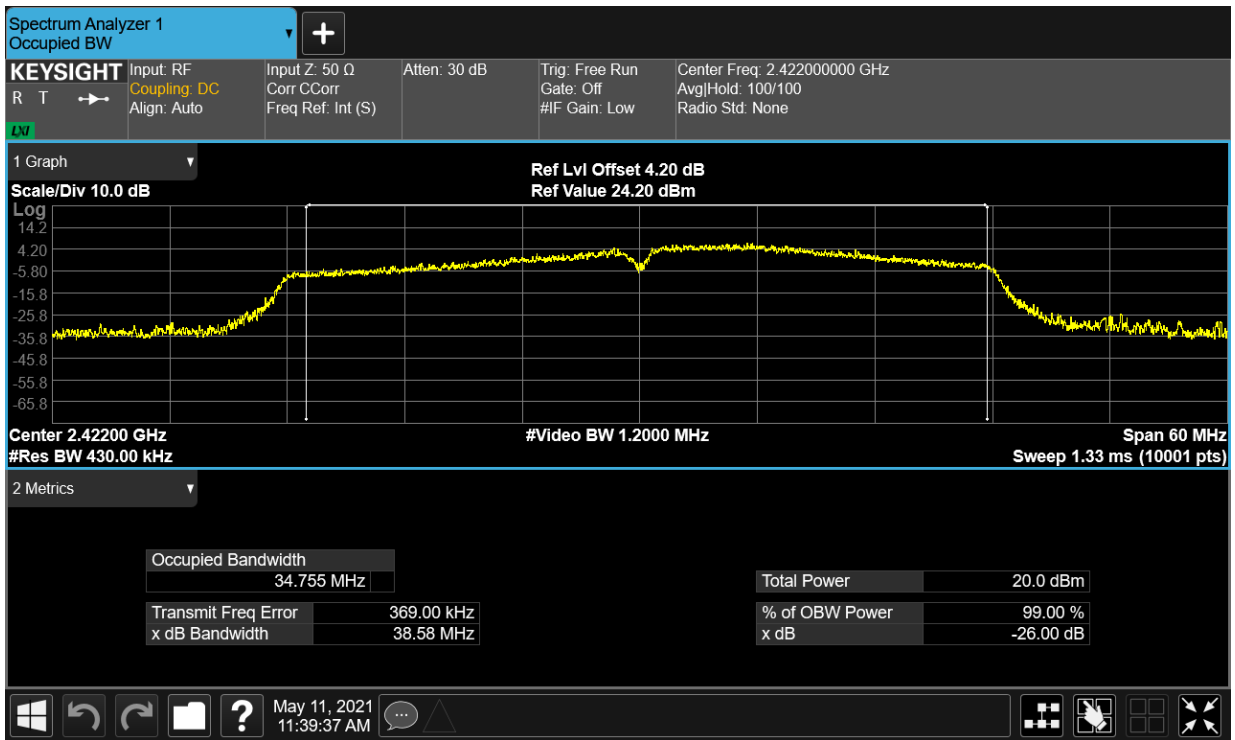 Spectrum Analyzer 1
Occupied BW
KEYSIGHT
R T
LXI
Input: RF
Coupling: DC
Align: Auto
Input Z: 50 Ω
Corr CCorr
Freq Ref: Int (S)
Atten: 30 dB
Trig: Free Run
Gate: Off
#IF Gain: Low
Center Freq: 2.422000000 GHz
Avg|Hold: 100/100
Radio Std: None
1 Graph
Scale/Div 10.0 dB
Ref Lvl Offset 4.20 dB
Ref Value 24.20 dBm
Log
14.2
4.20
-5.80
-15.8
-25.8
-35.8
-45.8
-55.8
-65.8
Center 2.42200 GHz
#Video BW 1.2000 MHz
Span 60 MHz
#Res BW 430.00 kHz
Sweep 1.33 ms (10001 pts)
2 Metrics
Occupied Bandwidth
34.755 MHz
Total Power 20.0 dBm
Transmit Freq Error 369.00 kHz
% of OBW Power 99.00 %
x dB Bandwidth 38.58 MHz
x dB -26.00 dB
?
May 11, 2021
11:39:37 AM